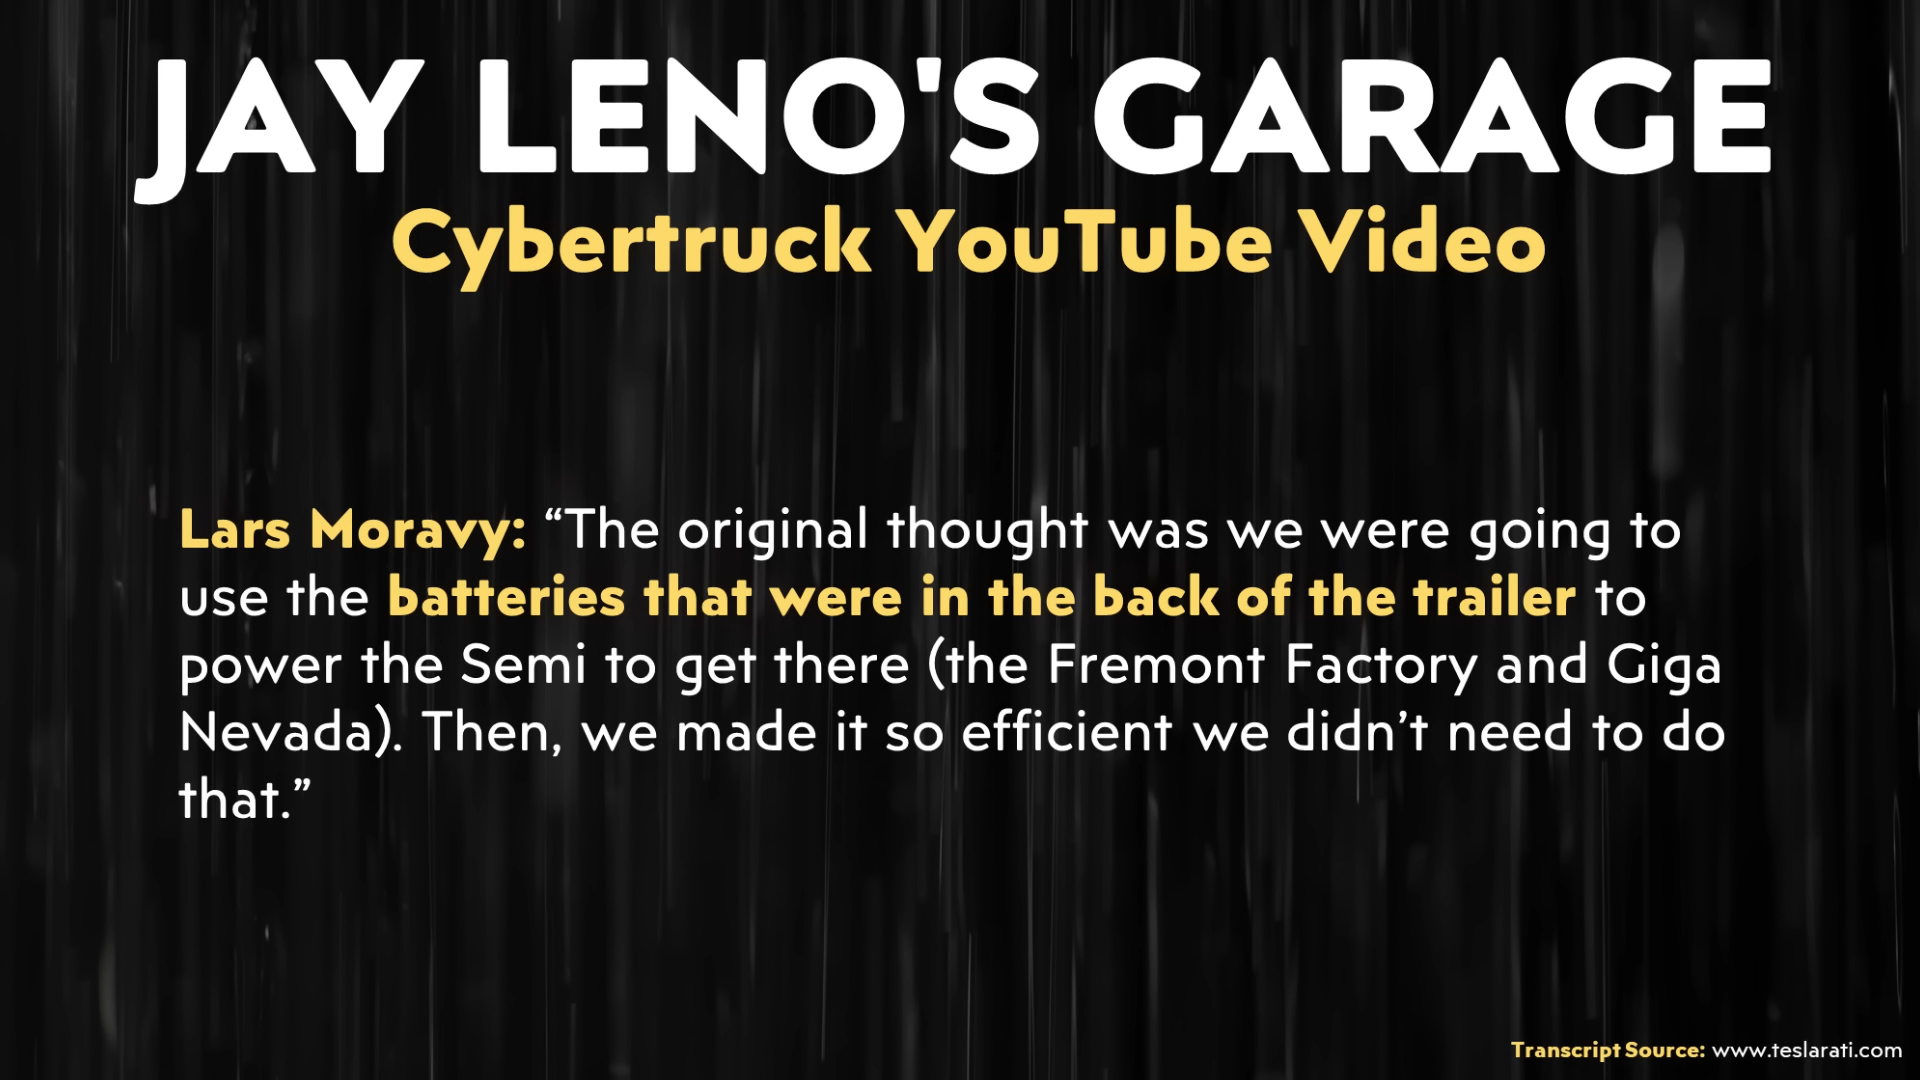 JAY LENO'S GARAGE
Cybertruck YouTube Video
Lars Moravy: “The original thought was we were going to
use the batteries that were in the back of the trailer to
power the Semi to get there (the Fremont Factory and Giga
Nevada). Then, we made it so efficient we didn’t need to do
that.”
Transcript Source: www.teslarati.com